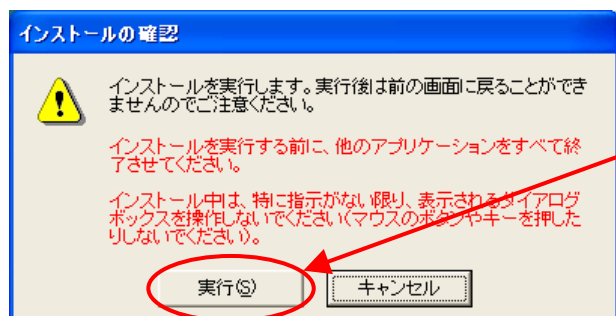 インストールの確認
インストールを実行します。実行後は前の画面に戻ることができ
ませんのでご注意ください。
インストールを実行する前に、他のアプリケーションをすべて終
了させてください。
インストール中は、特に指示がない限り、表示されるダイアログ
ボックスを操作しないでください(マウスのボタンやキーを押した
りしないでください)。
実行(S)
キャンセル